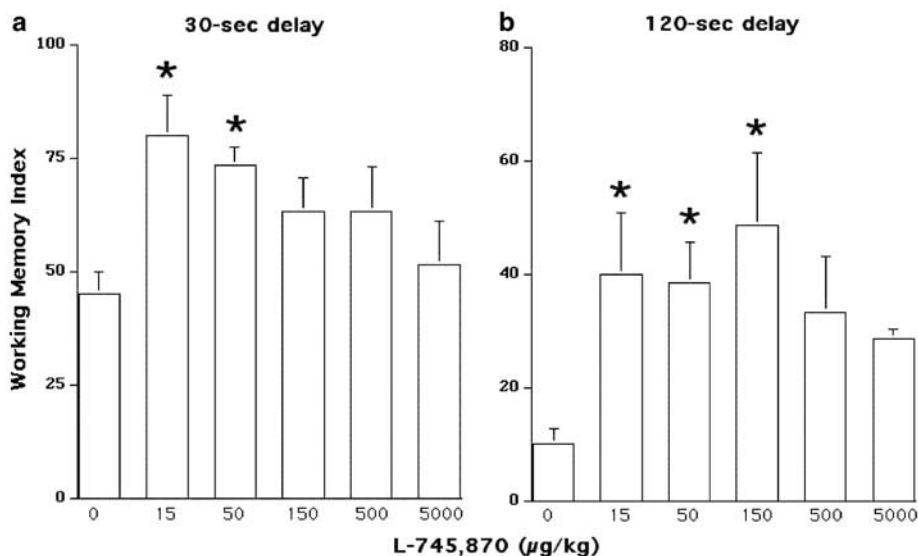 a
30-sec delay
100
75
50
25
0
Working Memory Index
*
*
0 15 50 150 500 5000
b
120-sec delay
80
60
40
20
0
*
*
*
0 15 50 150 500 5000
L-745,870 (µg/kg)